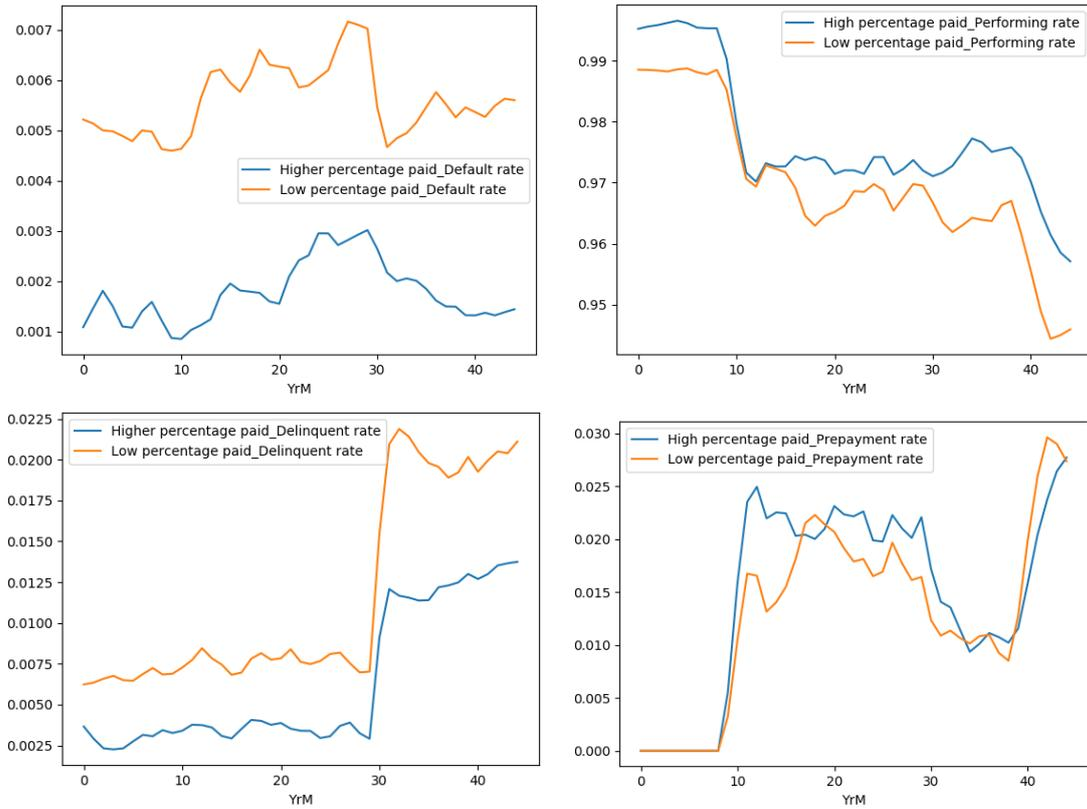 0.007
0.006
0.005
0.004
0.003
0.002
0.001
Higher percentage paid_Default rate
Low percentage paid_Default rate
0 10 20 30 40
YrM
0.99
0.98
0.97
0.96
0.95
High percentage paid_Performing rate
Low percentage paid_Performing rate
0 10 20 30 40
YrM
0.0225
0.0200
0.0175
0.0150
0.0125
0.0100
0.0075
0.0050
0.0025
Higher percentage paid_Delinquent rate
Low percentage paid_Delinquent rate
0 10 20 30 40
YrM
0.030
0.025
0.020
0.015
0.010
0.005
0.000
High percentage paid_Prepayment rate
Low percentage paid_Prepayment rate
0 10 20 30 40
YrM